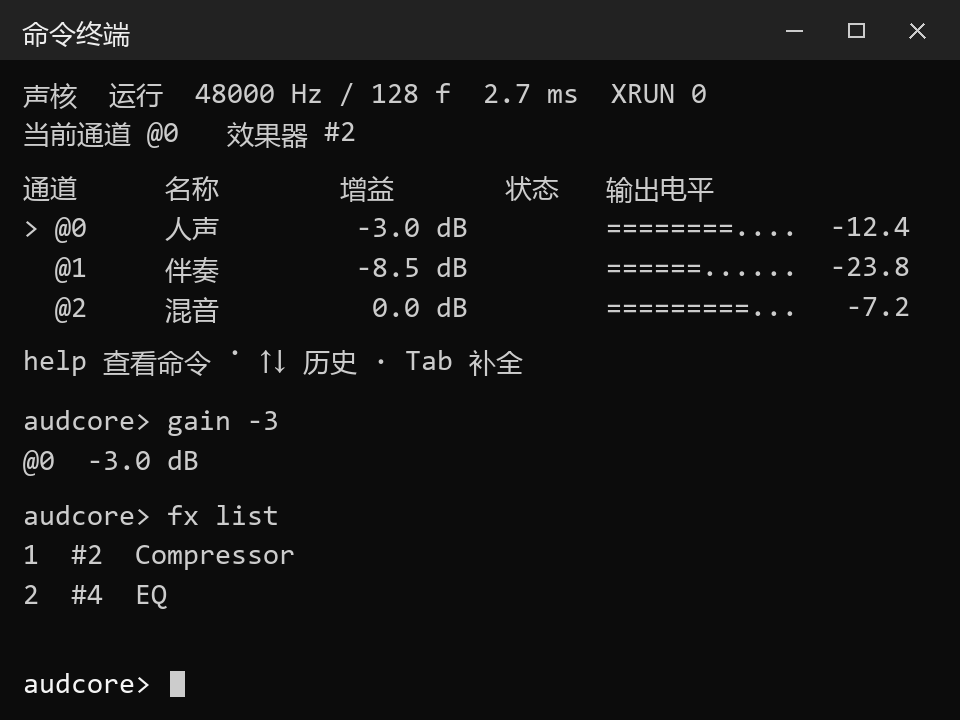 命令终端
声核  运行  48000 Hz / 128 f  2.7 ms  XRUN 0
当前通道 @0   效果器 #2
通道  名称  增益  状态  输出电平
> @0  人声  -3.0 dB  ========....  -12.4
@1  伴奏  -8.5 dB  ======......  -23.8
@2  混音  0.0 dB  =========...  -7.2
help 查看命令 · ↑↓ 历史 · Tab 补全
audcore> gain -3
@0  -3.0 dB
audcore> fx list
1  #2  Compressor
2  #4  EQ
audcore>